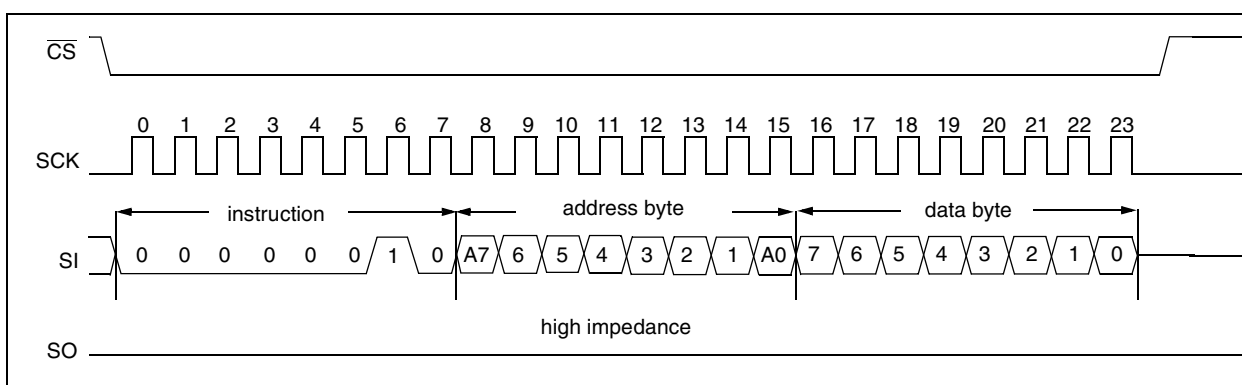 CS
0 1 2 3 4 5 6 7 8 9 10 11 12 13 14 15 16 17 18 19 20 21 22 23
SCK
instruction address byte data byte
SI 0 0 0 0 0 0 1 0 A7 6 5 4 3 2 1 A0 7 6 5 4 3 2 1 0
high impedance
SO